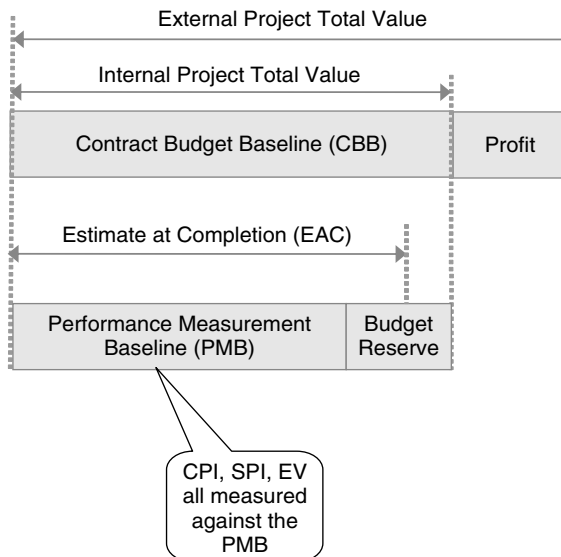 External Project Total Value
Internal Project Total Value
Contract Budget Baseline (CBB)
Profit
Estimate at Completion (EAC)
Performance Measurement
Baseline (PMB)
Budget
Reserve
CPI, SPI, EV
all measured
against the
PMB